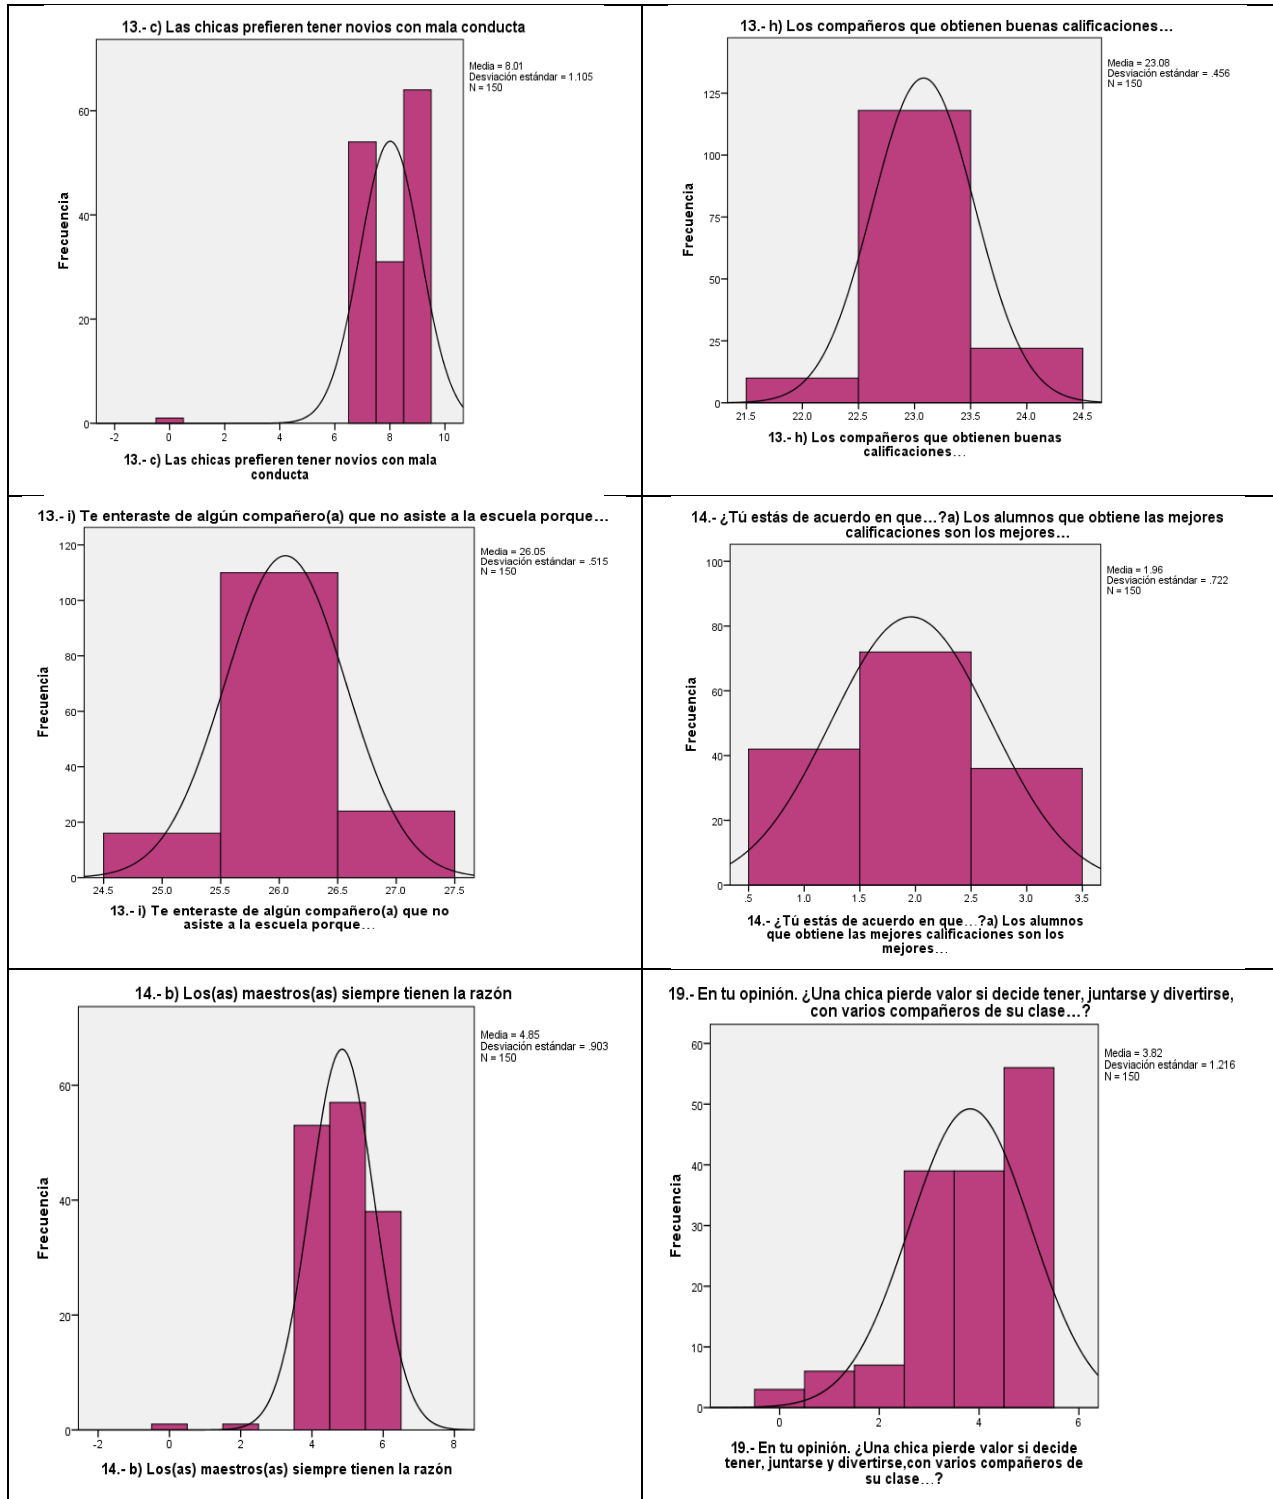 13.- c) Las chicas prefieren tener novios con mala conducta
Media = 8.01
Desviación estándar = 1.105
N = 150
Frecuencia
60
40
20
0
-2 0 2 4 6 8 10
13.- c) Las chicas prefieren tener novios con mala
conducta
13.- h) Los compañeros que obtienen buenas calificaciones…
Media = 23.08
Desviación estándar = .456
N = 150
Frecuencia
125
100
75
50
25
0
21.5 22.0 22.5 23.0 23.5 24.0 24.5
13.- h) Los compañeros que obtienen buenas
calificaciones…
13.- i) Te enteraste de algún compañero(a) que no asiste a la escuela porque…
Media = 26.05
Desviación estándar = .515
N = 150
Frecuencia
120
100
80
60
40
20
0
24.5 25.0 25.5 26.0 26.5 27.0 27.5
13.- i) Te enteraste de algún compañero(a) que no
asiste a la escuela porque…
14.- ¿Tú estás de acuerdo en que…?a) Los alumnos que obtiene las mejores
calificaciones son los mejores…
Media = 1.96
Desviación estándar = .722
N = 150
Frecuencia
100
80
60
40
20
0
.5 1.0 1.5 2.0 2.5 3.0 3.5
14.- ¿Tú estás de acuerdo en que…?a) Los alumnos
que obtiene las mejores calificaciones son los
mejores…
14.- b) Los(as) maestros(as) siempre tienen la razón
Media = 4.85
Desviación estándar = .903
N = 150
Frecuencia
60
40
20
0
-2 0 2 4 6 8
14.- b) Los(as) maestros(as) siempre tienen la razón
19.- En tu opinión. ¿Una chica pierde valor si decide tener, juntarse y divertirse,
con varios compañeros de su clase…?
Media = 3.82
Desviación estándar = 1.216
N = 150
Frecuencia
60
50
40
30
20
10
0
0 2 4 6
19.- En tu opinión. ¿Una chica pierde valor si decide
tener, juntarse y divertirse,con varios compañeros de
su clase…?